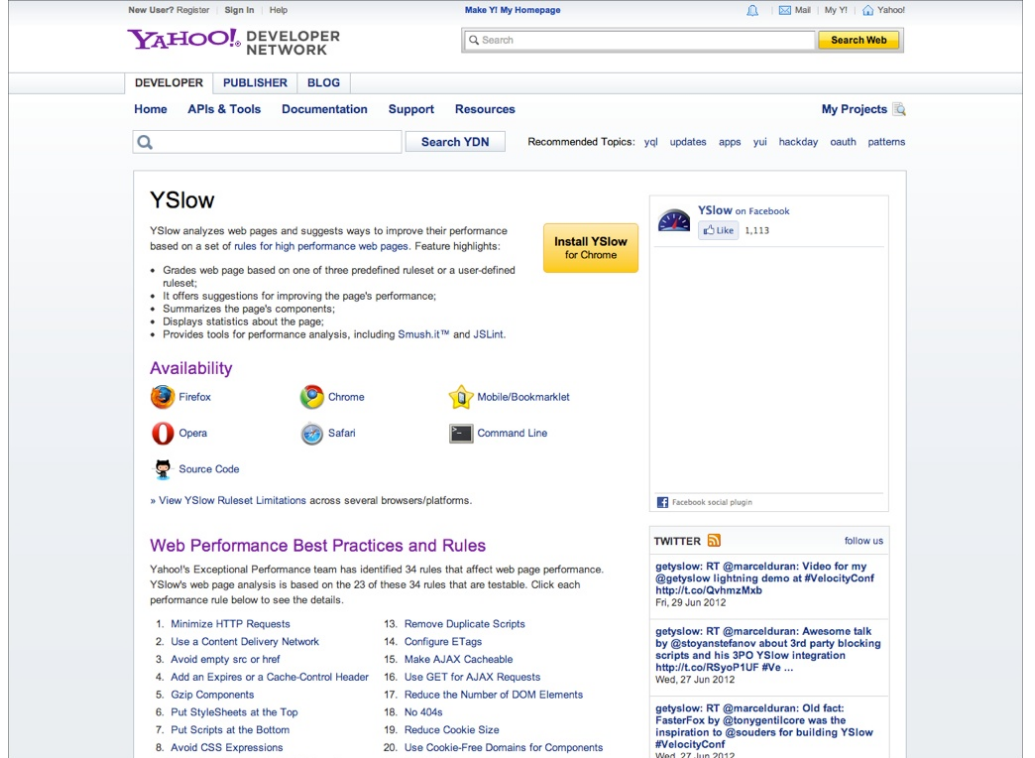 New User? Register Sign In Help Make Y! My Homepage Mail My Y! Yahoo!
YAHOO!® DEVELOPER NETWORK
Search Search Web
DEVELOPER PUBLISHER BLOG
Home APIs & Tools Documentation Support Resources My Projects
Search YDN Recommended Topics: yql updates apps yui hackday oauth patterns
YSlow
YSlow analyzes web pages and suggests ways to improve their performance
based on a set of rules for high performance web pages. Feature highlights:
• Grades web page based on one of three predefined ruleset or a user-defined
ruleset;
• It offers suggestions for improving the page's performance;
• Summarizes the page's components;
• Displays statistics about the page;
• Provides tools for performance analysis, including Smush.it™ and JSLint.
Install YSlow
for Chrome
Availability
Firefox Chrome Mobile/Bookmarklet
Opera Safari Command Line
Source Code
» View YSlow Ruleset Limitations across several browsers/platforms.
Web Performance Best Practices and Rules
Yahoo!'s Exceptional Performance team has identified 34 rules that affect web page performance.
YSlow's web page analysis is based on the 23 of these 34 rules that are testable. Click each
performance rule below to see the details.
1. Minimize HTTP Requests
2. Use a Content Delivery Network
3. Avoid empty src or href
4. Add an Expires or a Cache-Control Header
5. Gzip Components
6. Put StyleSheets at the Top
7. Put Scripts at the Bottom
8. Avoid CSS Expressions
13. Remove Duplicate Scripts
14. Configure ETags
15. Make AJAX Cacheable
16. Use GET for AJAX Requests
17. Reduce the Number of DOM Elements
18. No 404s
19. Reduce Cookie Size
20. Use Cookie-Free Domains for Components
YSlow on Facebook
Like 1,113
Facebook social plugin
TWITTER follow us
getyslow: RT @marcelduran: Video for my
@getyslow lightning demo at #VelocityConf
http://t.co/QvhmzMxb
Fri, 29 Jun 2012
getyslow: RT @marcelduran: Awesome talk
by @stoyanstefanov about 3rd party blocking
scripts and his 3PO YSlow integration
http://t.co/RSyoP1UF #Ve ...
Wed, 27 Jun 2012
getyslow: RT @marcelduran: Old fact:
FasterFox by @tonygentilcore was the
inspiration to @souders for building YSlow
#VelocityConf
Wed, 27 Jun 2012